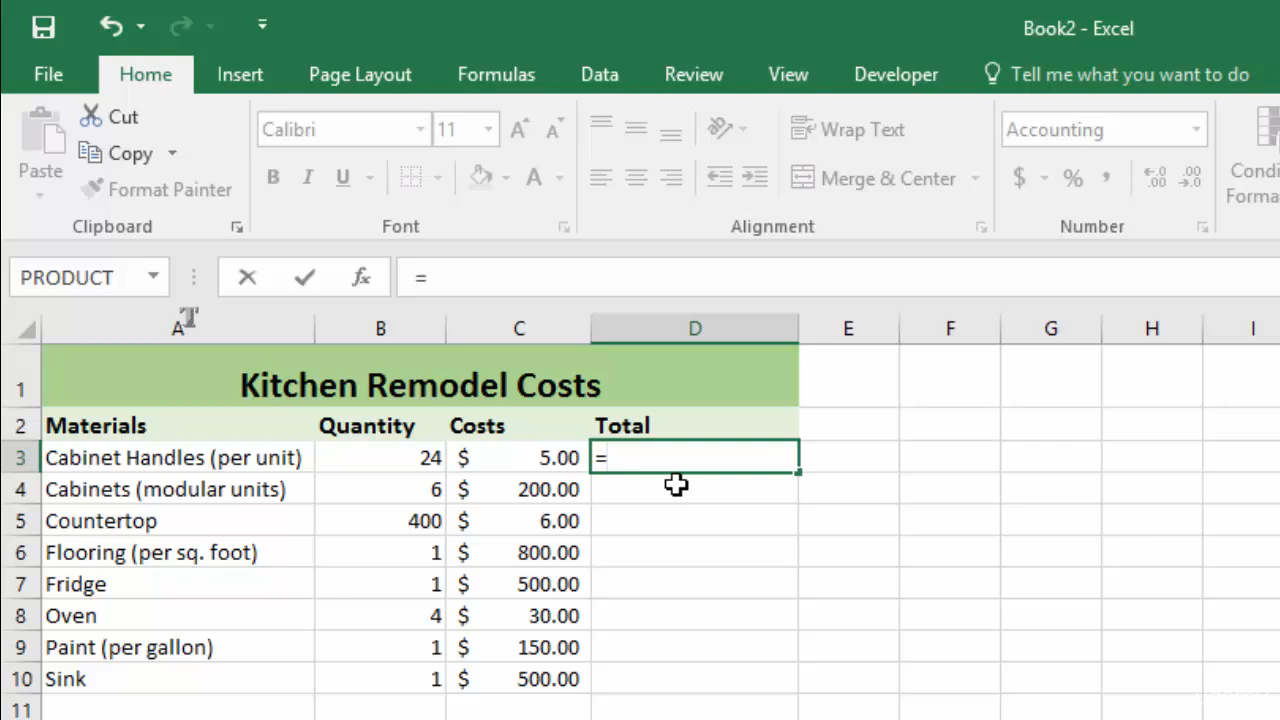 Book2 - Excel
File Home Insert Page Layout Formulas Data Review View Developer Tell me what you want to do
Cut
Calibri 11 Wrap Text Accounting
Copy
Paste
Format Painter
B I U A Merge & Center $ % , .00 .00
Clipboard Font Alignment Number
PRODUCT fx =
A B C D E F G H I
1 Kitchen Remodel Costs
2 Materials Quantity Costs Total
3 Cabinet Handles (per unit) 24 $ 5.00 =
4 Cabinets (modular units) 6 $ 200.00
5 Countertop 400 $ 6.00
6 Flooring (per sq. foot) 1 $ 800.00
7 Fridge 1 $ 500.00
8 Oven 4 $ 30.00
9 Paint (per gallon) 1 $ 150.00
10 Sink 1 $ 500.00
11